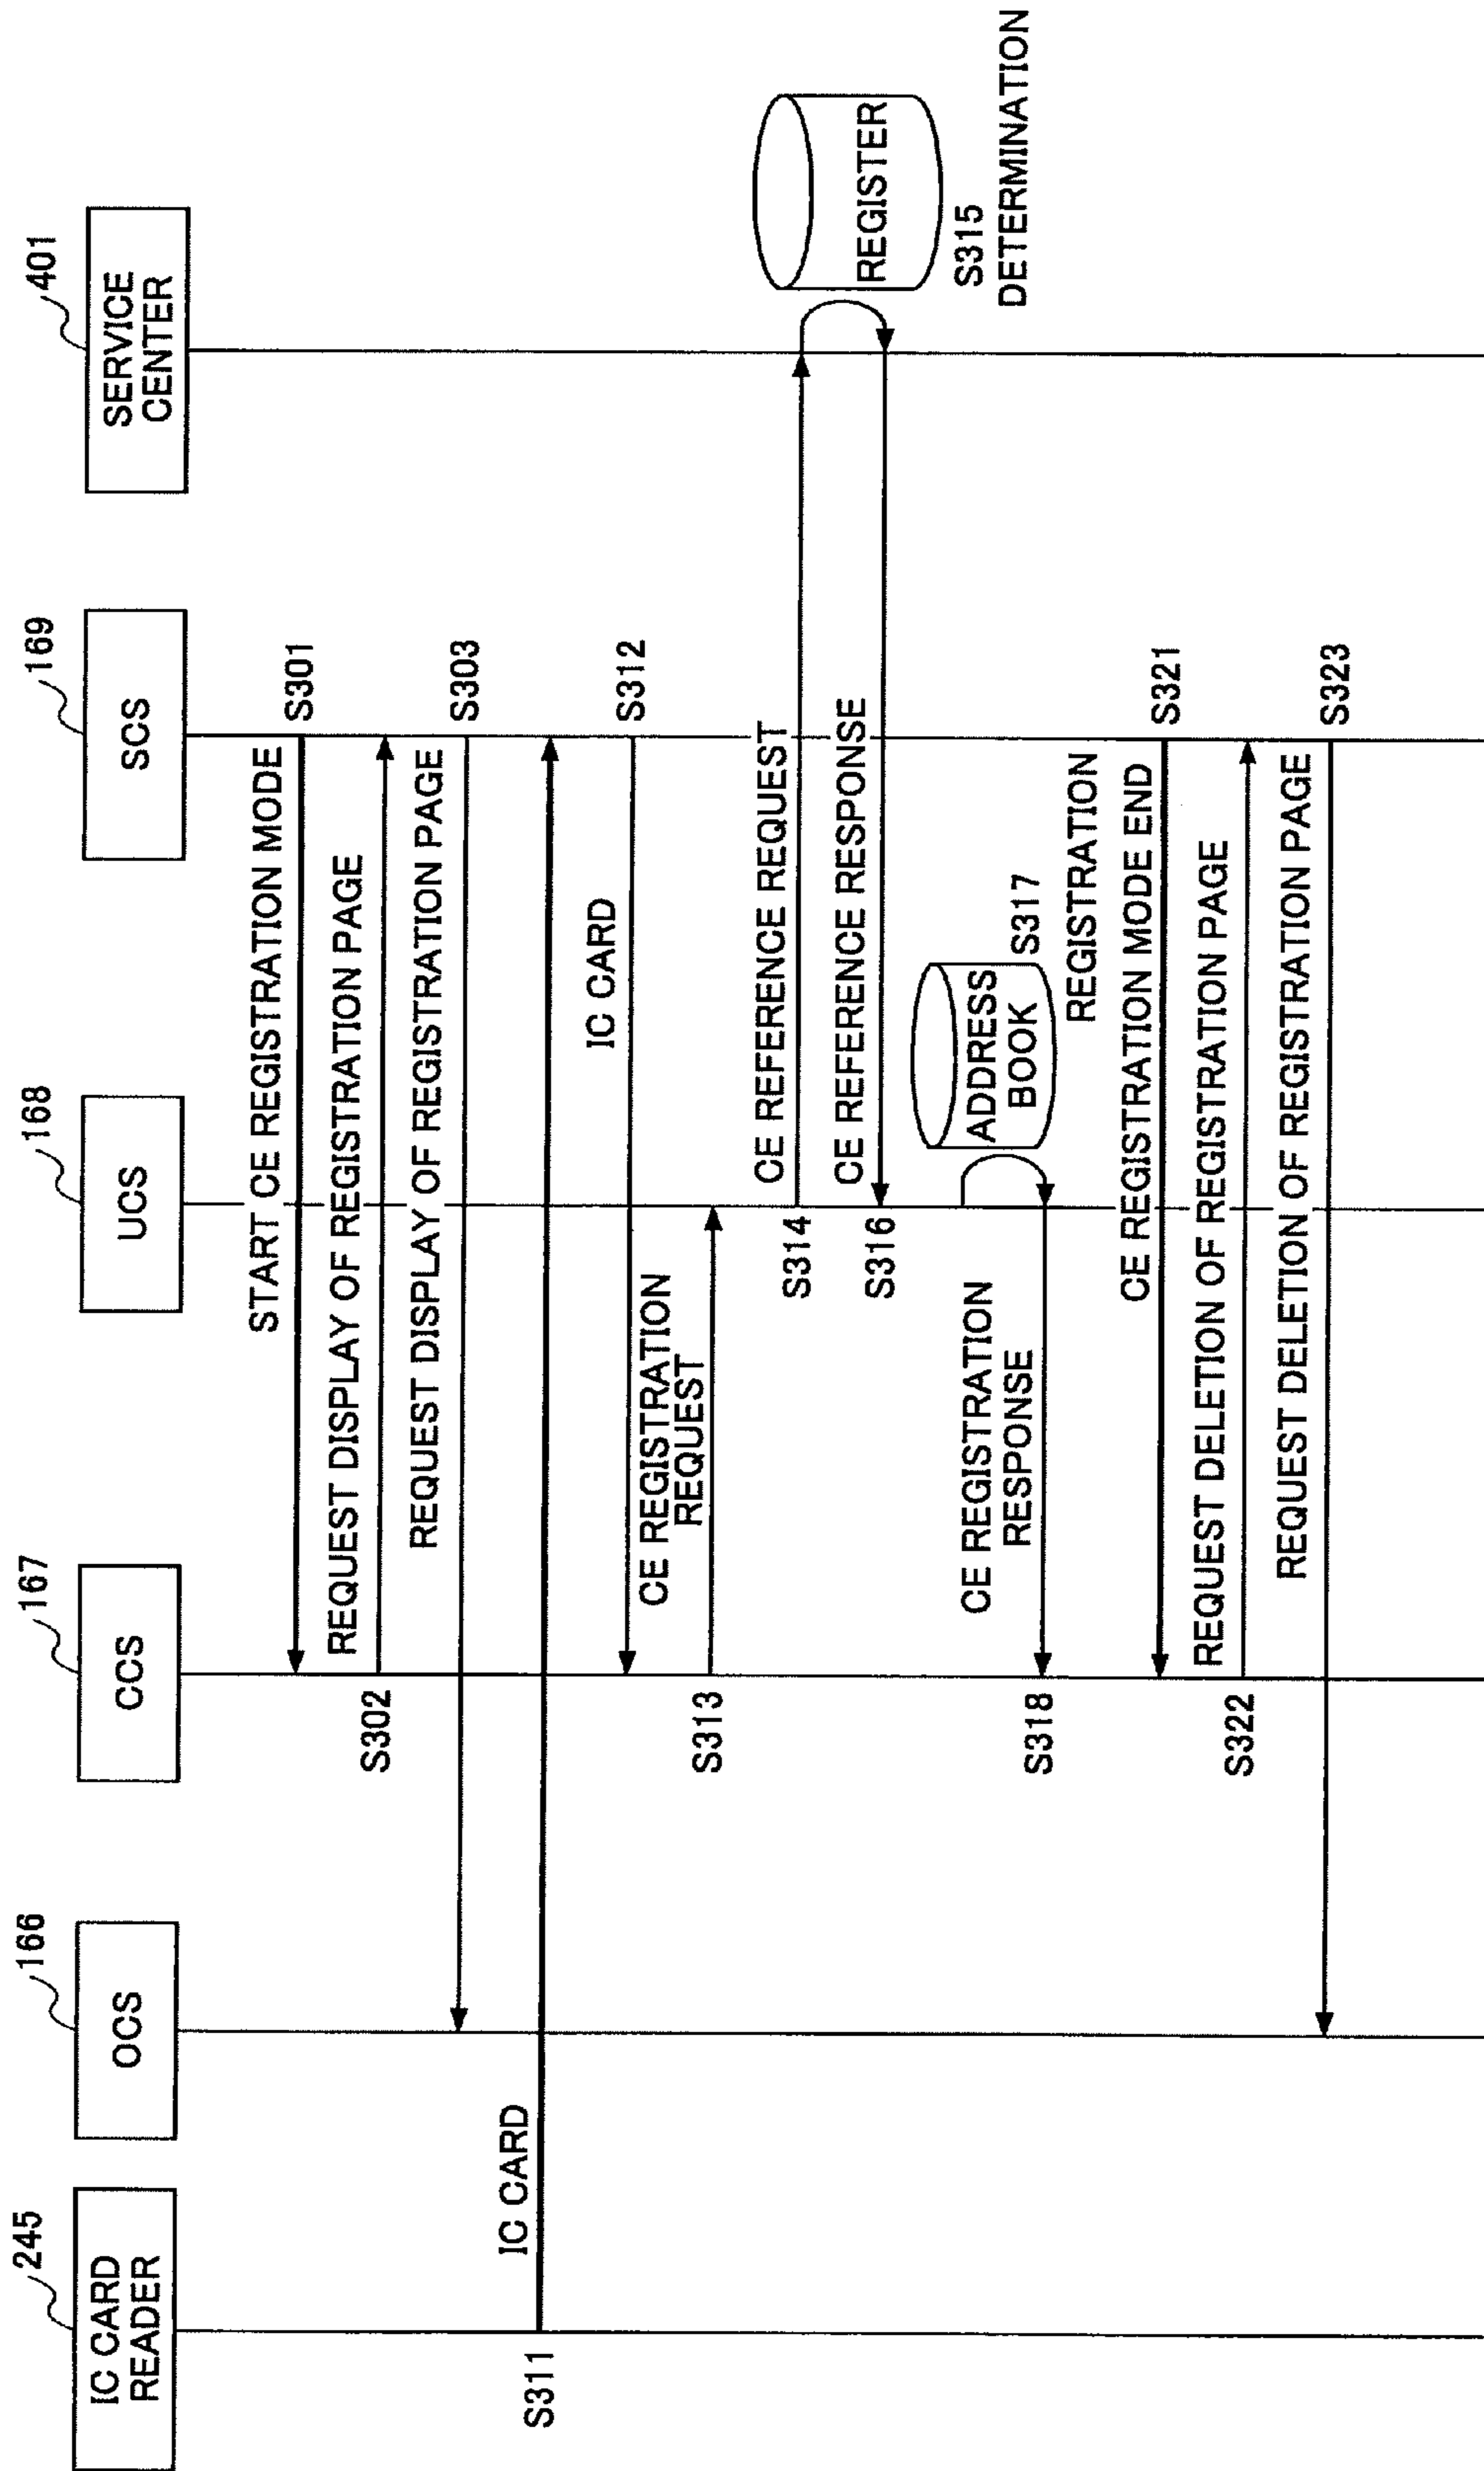 245
IC CARD
READER
166
OCS
167
CCS
168
UCS
169
SCS
401
SERVICE
CENTER
START CE REGISTRATION MODE
S301
S302
REQUEST DISPLAY OF REGISTRATION PAGE
REQUEST DISPLAY OF REGISTRATION PAGE
S303
S311
IC CARD
IC CARD
S312
S313
CE REGISTRATION
REQUEST
S314
CE REFERENCE REQUEST
REGISTER
S315
DETERMINATION
S316
CE REFERENCE RESPONSE
ADDRESS
BOOK
S317
REGISTRATION
S318
CE REGISTRATION
RESPONSE
CE REGISTRATION MODE END
S321
S322
REQUEST DELETION OF REGISTRATION PAGE
REQUEST DELETION OF REGISTRATION PAGE
S323